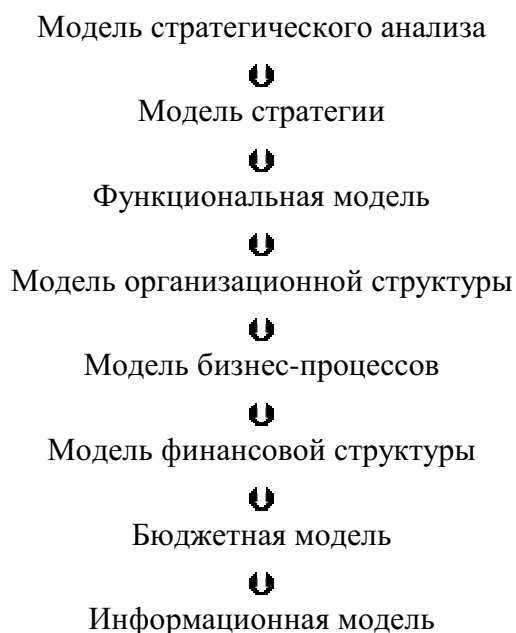 Модель стратегического анализа
Модель стратегии
Функциональная модель
Модель организационной структуры
Модель бизнес-процессов
Модель финансовой структуры
Бюджетная модель
Информационная модель